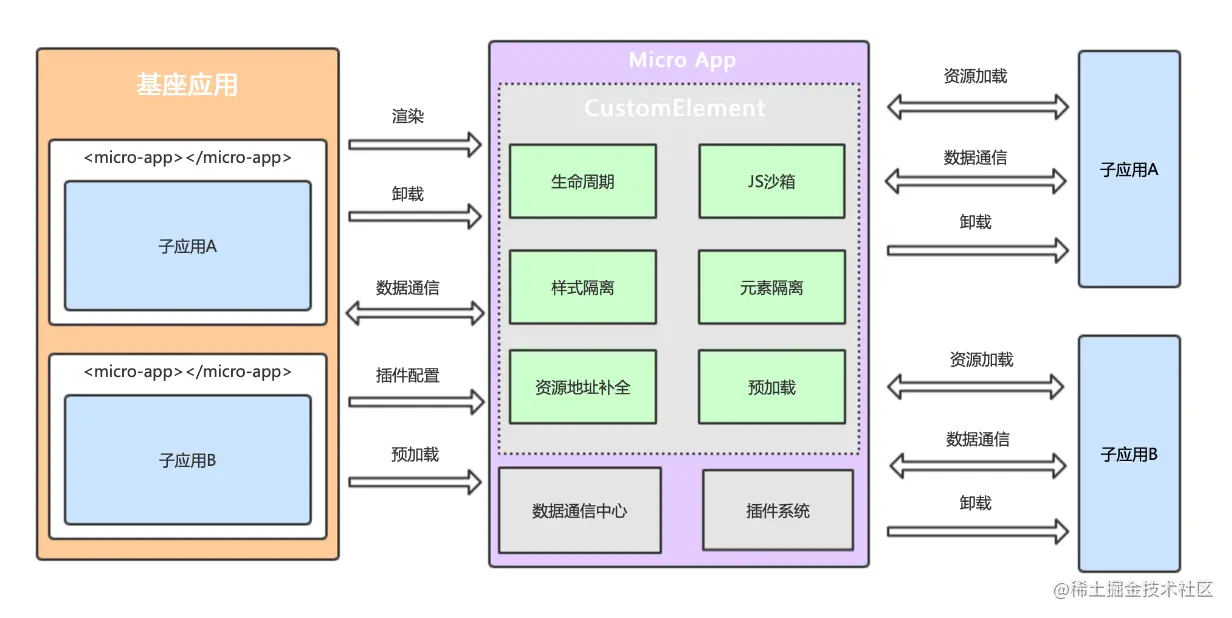 基座应用
<micro-app></micro-app>
子应用A
<micro-app></micro-app>
子应用B
渲染
卸载
数据通信
插件配置
预加载
Micro App
CustomElement
生命周期
JS沙箱
样式隔离
元素隔离
资源地址补全
预加载
数据通信中心
插件系统
资源加载
数据通信
卸载
子应用A
资源加载
数据通信
卸载
子应用B
@稀土掘金技术社区